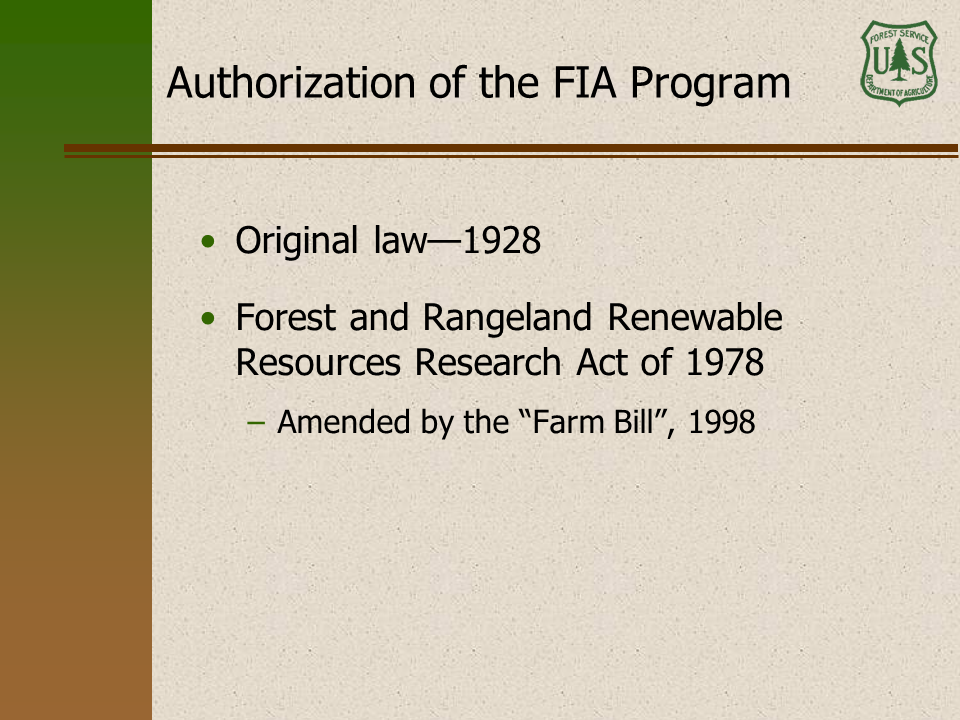 Authorization of the FIA Program
FOREST SERVICE
U S
DEPARTMENT OF AGRICULTURE
• Original law—1928
• Forest and Rangeland Renewable
Resources Research Act of 1978
– Amended by the “Farm Bill”, 1998